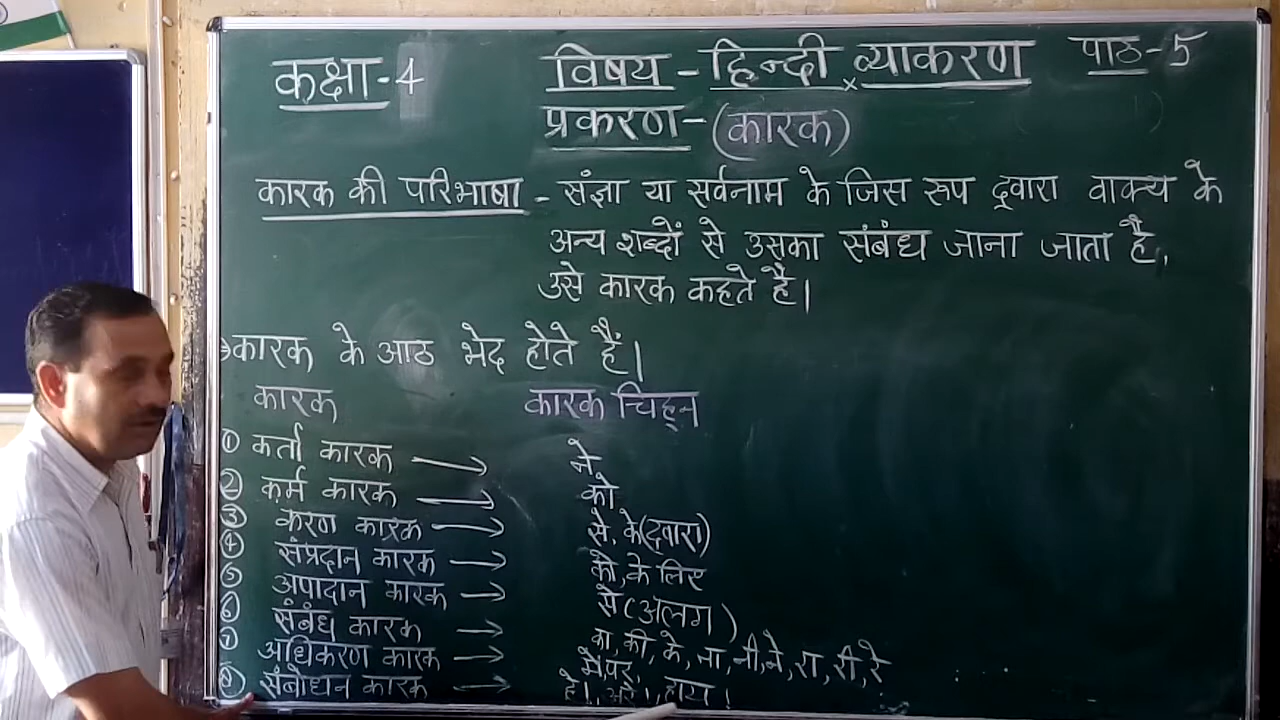 कक्षा-4 विषय - हिन्दी व्याकरण पाठ-5
प्रकरण-(कारक)
कारक की परिभाषा - संज्ञा या सर्वनाम के जिस रुप द्वारा वाक्य के
अन्य शब्दों से उसका संबंध जाना जाता है,
उसे कारक कहते है।
कारक के आठ भेद होते हैं।
कारक कारक चिह्न
① कर्ता कारक → ने
② कर्म कारक → को
③ करण कारक → से, के(द्वारा)
④ संप्रदान कारक → को, के लिए
⑤ अपादान कारक → से (अलग)
⑥ संबंध कारक → का, की, के, ना, नी, ने, रा, री, रे
⑦ अधिकरण कारक → में, पर,
⑧ संबोधन कारक → हे!, अरे!, हाय!